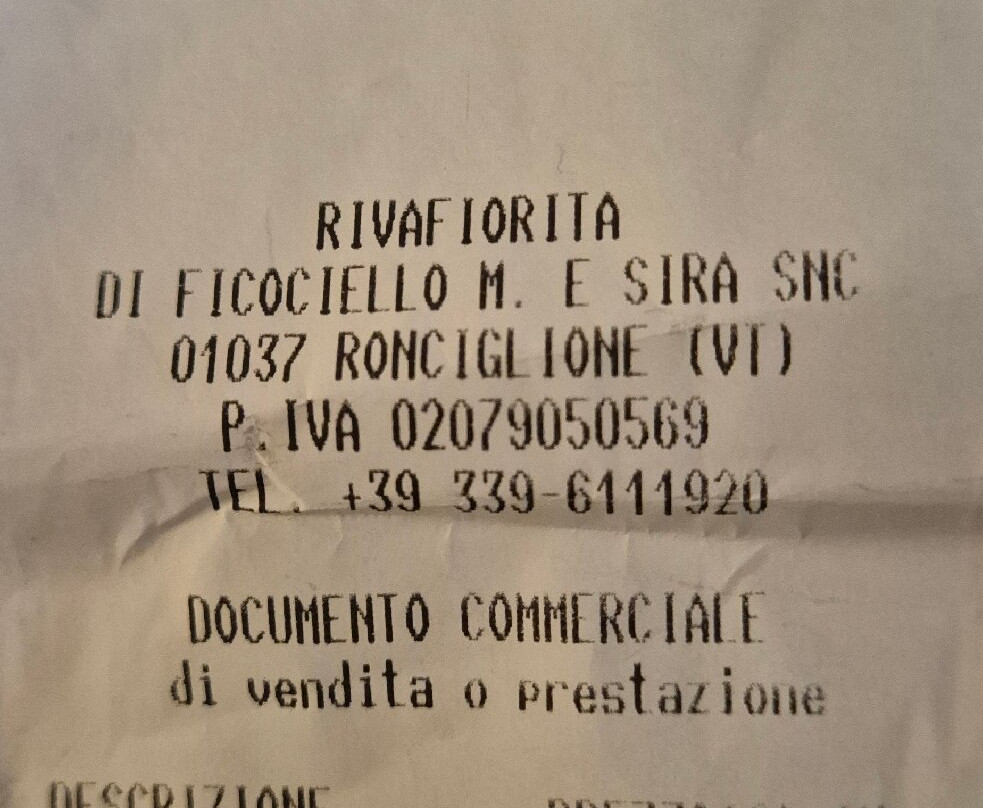 RIVAFIORITA
DI FICOCIELLO M. E SIRA SNC
01037 RONCIGLIONE (VT)
P.IVA 02079050569
TEL. +39 339-6111920
DOCUMENTO COMMERCIALE
di vendita o prestazione
DESCRIZIONE